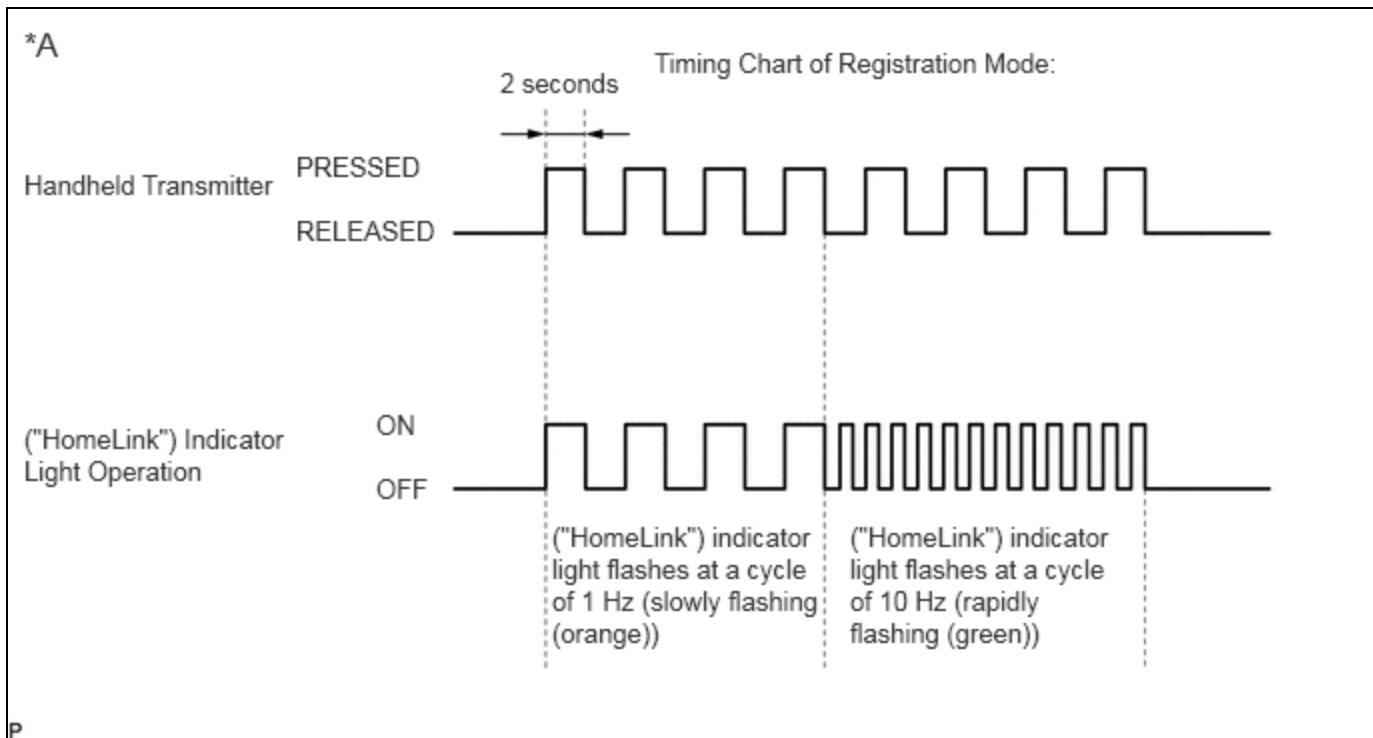 *A
Timing Chart of Registration Mode:
2 seconds
PRESSED
Handheld Transmitter
RELEASED
ON
("HomeLink") Indicator
Light Operation
OFF
("HomeLink") indicator
light flashes at a cycle
of 1 Hz (slowly flashing
(orange))
("HomeLink") indicator
light flashes at a cycle
of 10 Hz (rapidly
flashing (green))
P